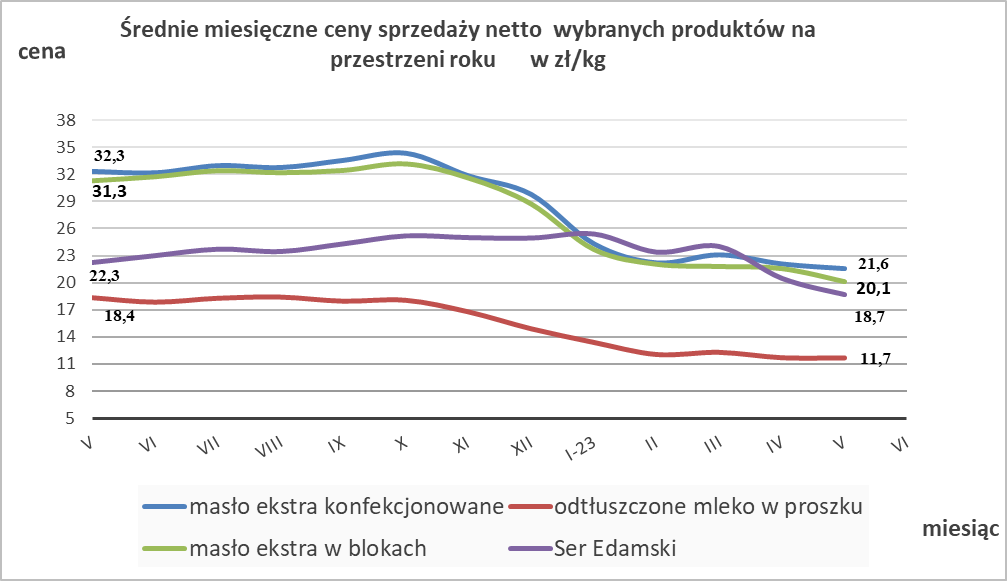 Średnie miesięczne ceny sprzedaży netto  wybranych produktów na
przestrzeni roku      w zł/kg
cena
38
35
32
29
26
23
20
17
14
11
8
5
32,3
31,3
22,3
18,4
21,6
20,1
18,7
11,7
V VI VII VIII IX X XI XII I-23 II III IV V VI
masło ekstra konfekcjonowane odtłuszczone mleko w proszku
masło ekstra w blokach Ser Edamski
miesiąc